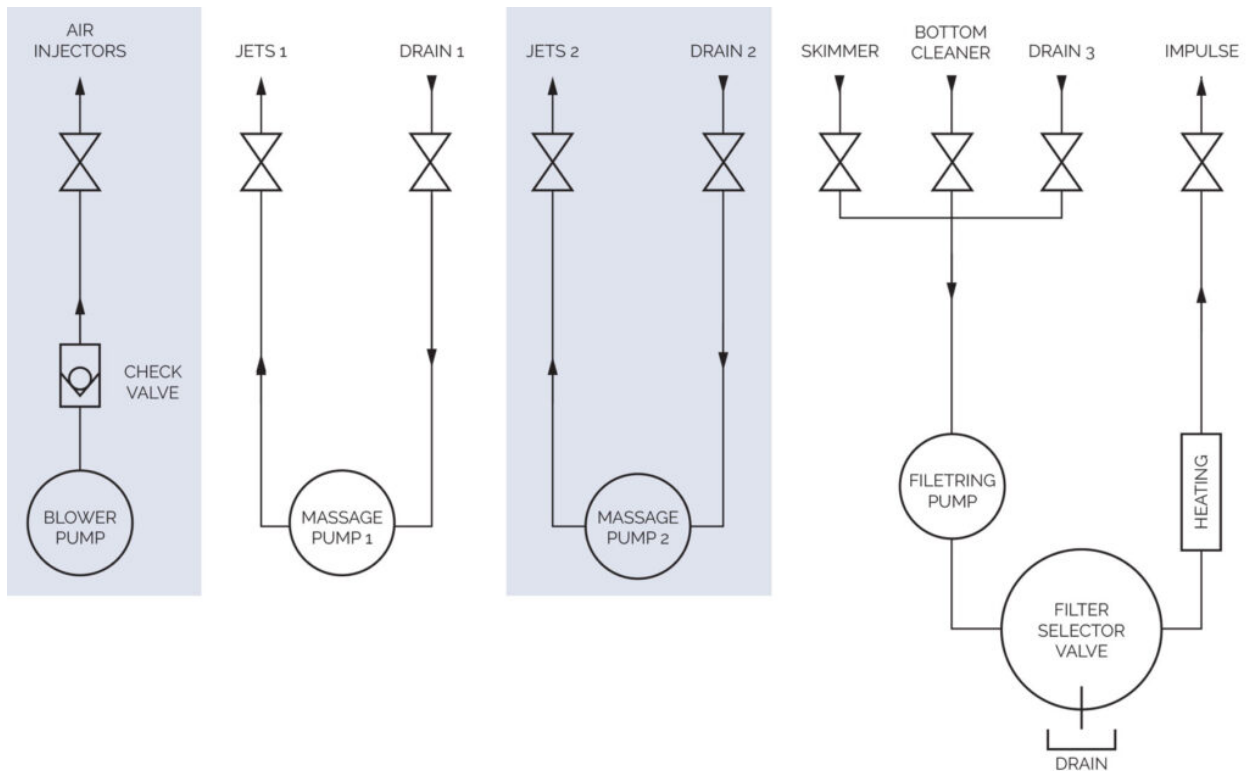 AIR
INJECTORS
JETS 1
DRAIN 1
JETS 2
DRAIN 2
SKIMMER
BOTTOM
CLEANER
DRAIN 3
IMPULSE
CHECK
VALVE
BLOWER
PUMP
MASSAGE
PUMP 1
MASSAGE
PUMP 2
FILETRING
PUMP
HEATING
FILTER
SELECTOR
VALVE
DRAIN